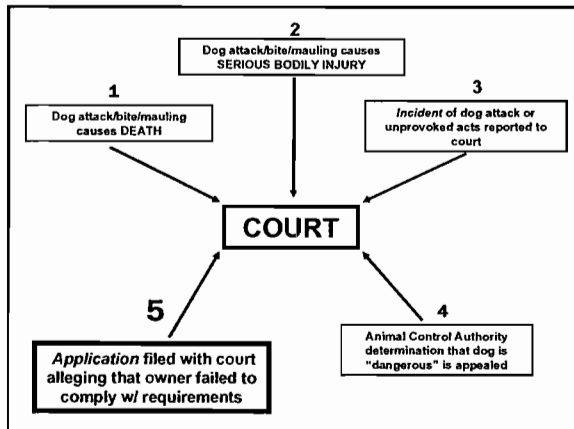 2
Dog attack/bite/mauling causes
SERIOUS BODILY INJURY
1
Dog attack/bite/mauling
causes DEATH
3
Incident of dog attack or
unprovoked acts reported to
court
COURT
5
Application filed with court
alleging that owner failed to
comply w/ requirements
4
Animal Control Authority
determination that dog is
"dangerous" is appealed